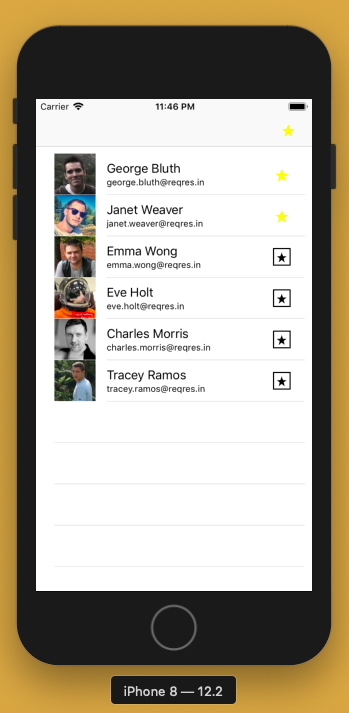 Carrier 11:46 PM
George Bluth
george.bluth@reqres.in
Janet Weaver
janet.weaver@reqres.in
Emma Wong
emma.wong@reqres.in
Eve Holt
eve.holt@reqres.in
Charles Morris
charles.morris@reqres.in
Tracey Ramos
tracey.ramos@reqres.in
iPhone 8 — 12.2